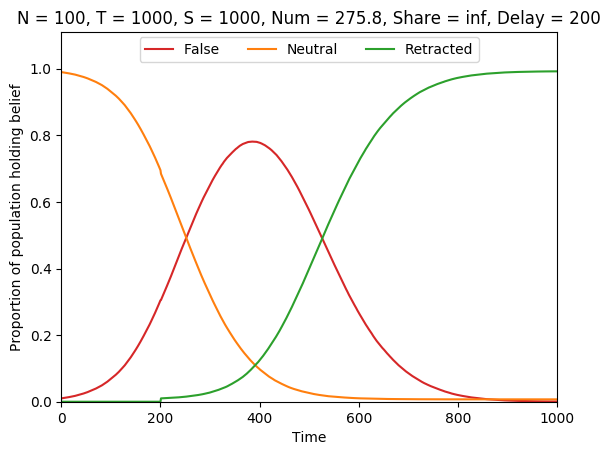 N = 100, T = 1000, S = 1000, Num = 275.8, Share = inf, Delay = 200
False Neutral Retracted
1.0
0.8
0.6
0.4
0.2
0.0
Proportion of population holding belief
0 200 400 600 800 1000
Time